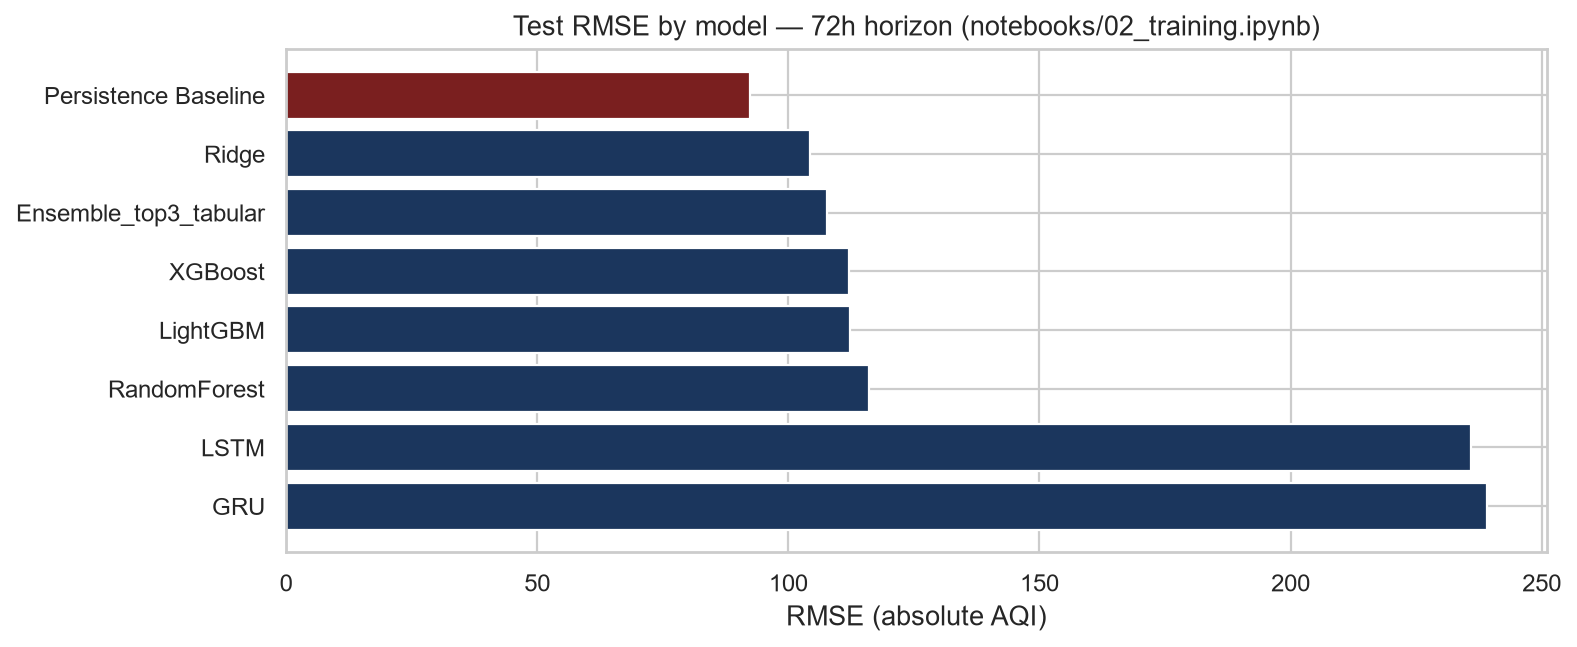 Test RMSE by model — 72h horizon (notebooks/02_training.ipynb)
Persistence Baseline
Ridge
Ensemble_top3_tabular
XGBoost
LightGBM
RandomForest
LSTM
GRU
0 50 100 150 200 250
RMSE (absolute AQI)